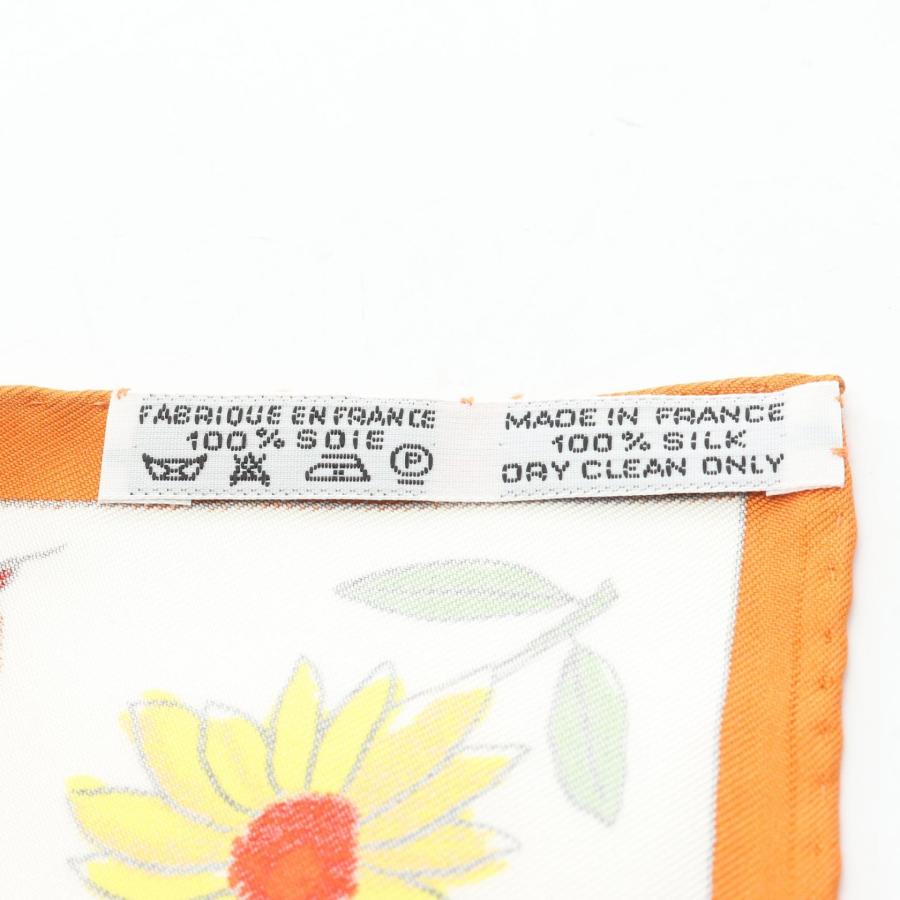 FABRIQUE EN FRANCE
100% SOIE
P
MADE IN FRANCE
100% SILK
DRY CLEAN ONLY